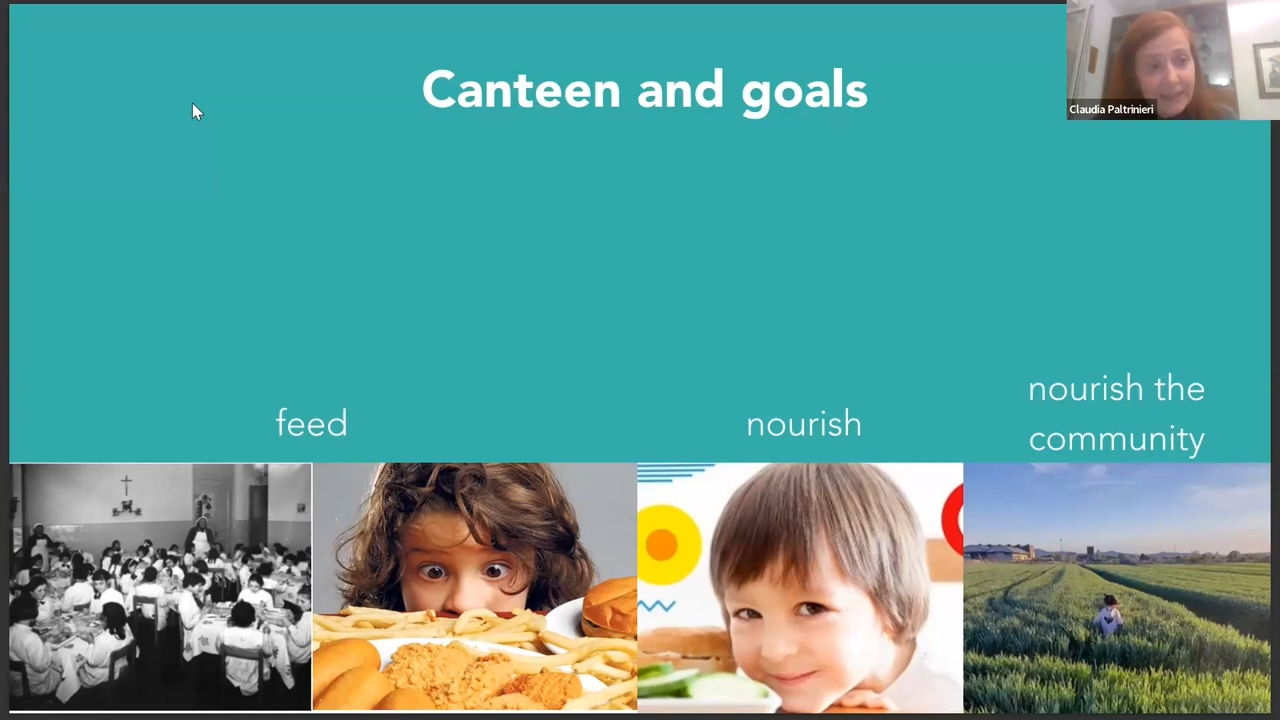 Canteen and goals
Claudia Paltrinieri
feed
nourish
nourish the
community